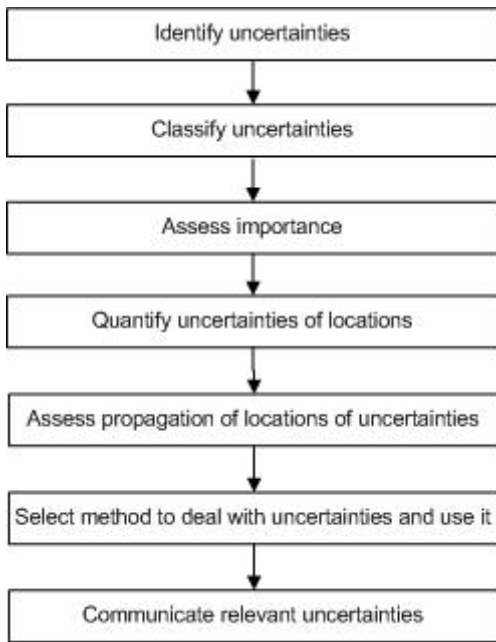 Identify uncertainties
Classify uncertainties
Assess importance
Quantify uncertainties of locations
Assess propagation of locations of uncertainties
Select method to deal with uncertainties and use it
Communicate relevant uncertainties